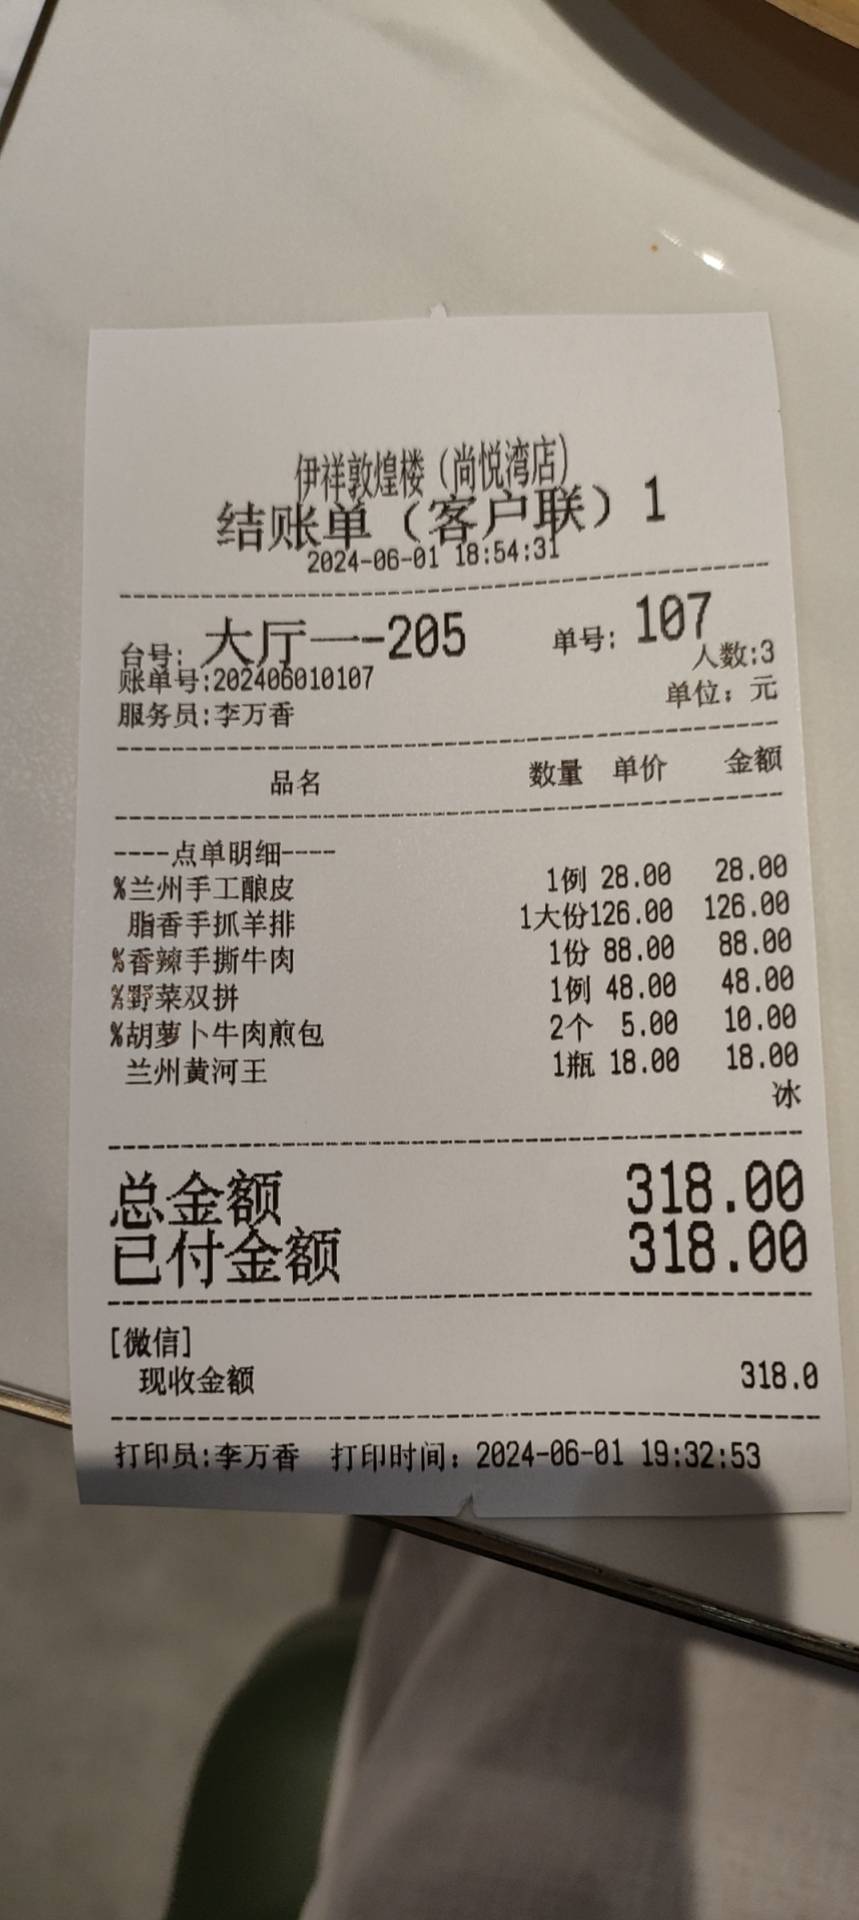 伊祥敦煌楼（尚悦湾店）
结账单（客户联）1
2024-06-01 18:54:31
台号: 大厅一-205 单号: 107
账单号:202406010107 人数:3
服务员:李万香 单位：元
品名 数量 单价 金额
----点单明细----
%兰州手工酿皮 1例 28.00 28.00
脂香手抓羊排 1大份126.00 126.00
%香辣手撕牛肉 1份 88.00 88.00
%野菜双拼 1例 48.00 48.00
%胡萝卜牛肉煎包 2个 5.00 10.00
兰州黄河王 1瓶 18.00 18.00
冰
总金额 318.00
已付金额 318.00
[微信]
现收金额 318.0
打印员:李万香 打印时间：2024-06-01 19:32:53